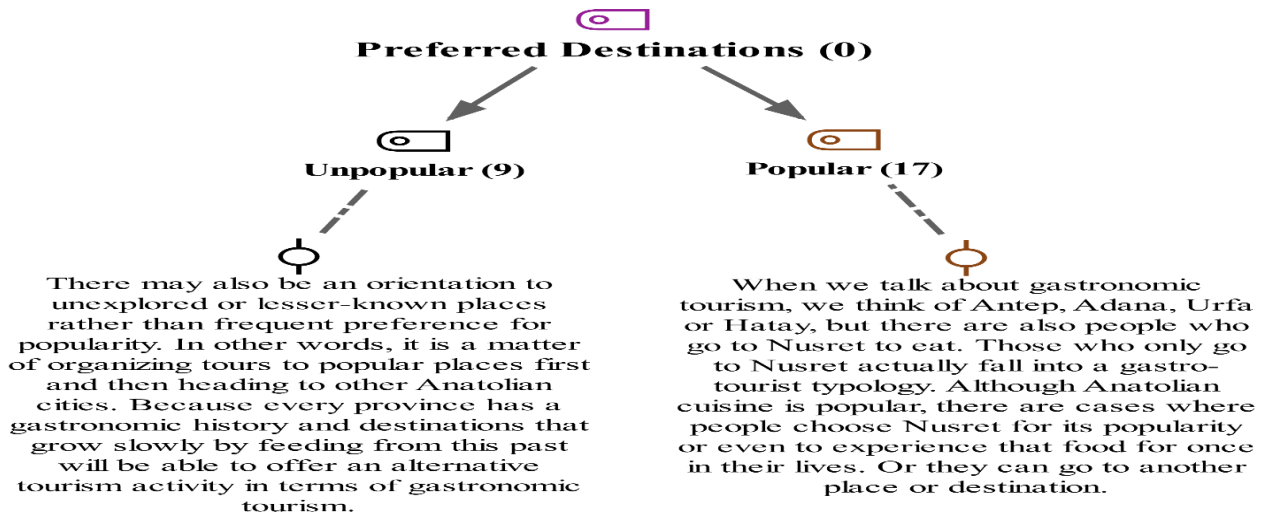 Preferred Destinations (0)
Unpopular (9)
Popular (17)
There may also be an orientation to
unexplored or lesser-known places
rather than frequent preference for
popularity. In other words, it is a matter
of organizing tours to popular places first
and then heading to other Anatolian
cities. Because every province has a
gastronomic history and destinations that
grow slowly by feeding from this past
will be able to offer an alternative
tourism activity in terms of gastronomic
tourism.
When we talk about gastronomic
tourism, we think of Antep, Adana, Urfa
or Hatay, but there are also people who
go to Nusret to eat. Those who only go
to Nusret actually fall into a gastro-
tourist typology. Although Anatolian
cuisine is popular, there are cases where
people choose Nusret for its popularity
or even to experience that food for once
in their lives. Or they can go to another
place or destination.